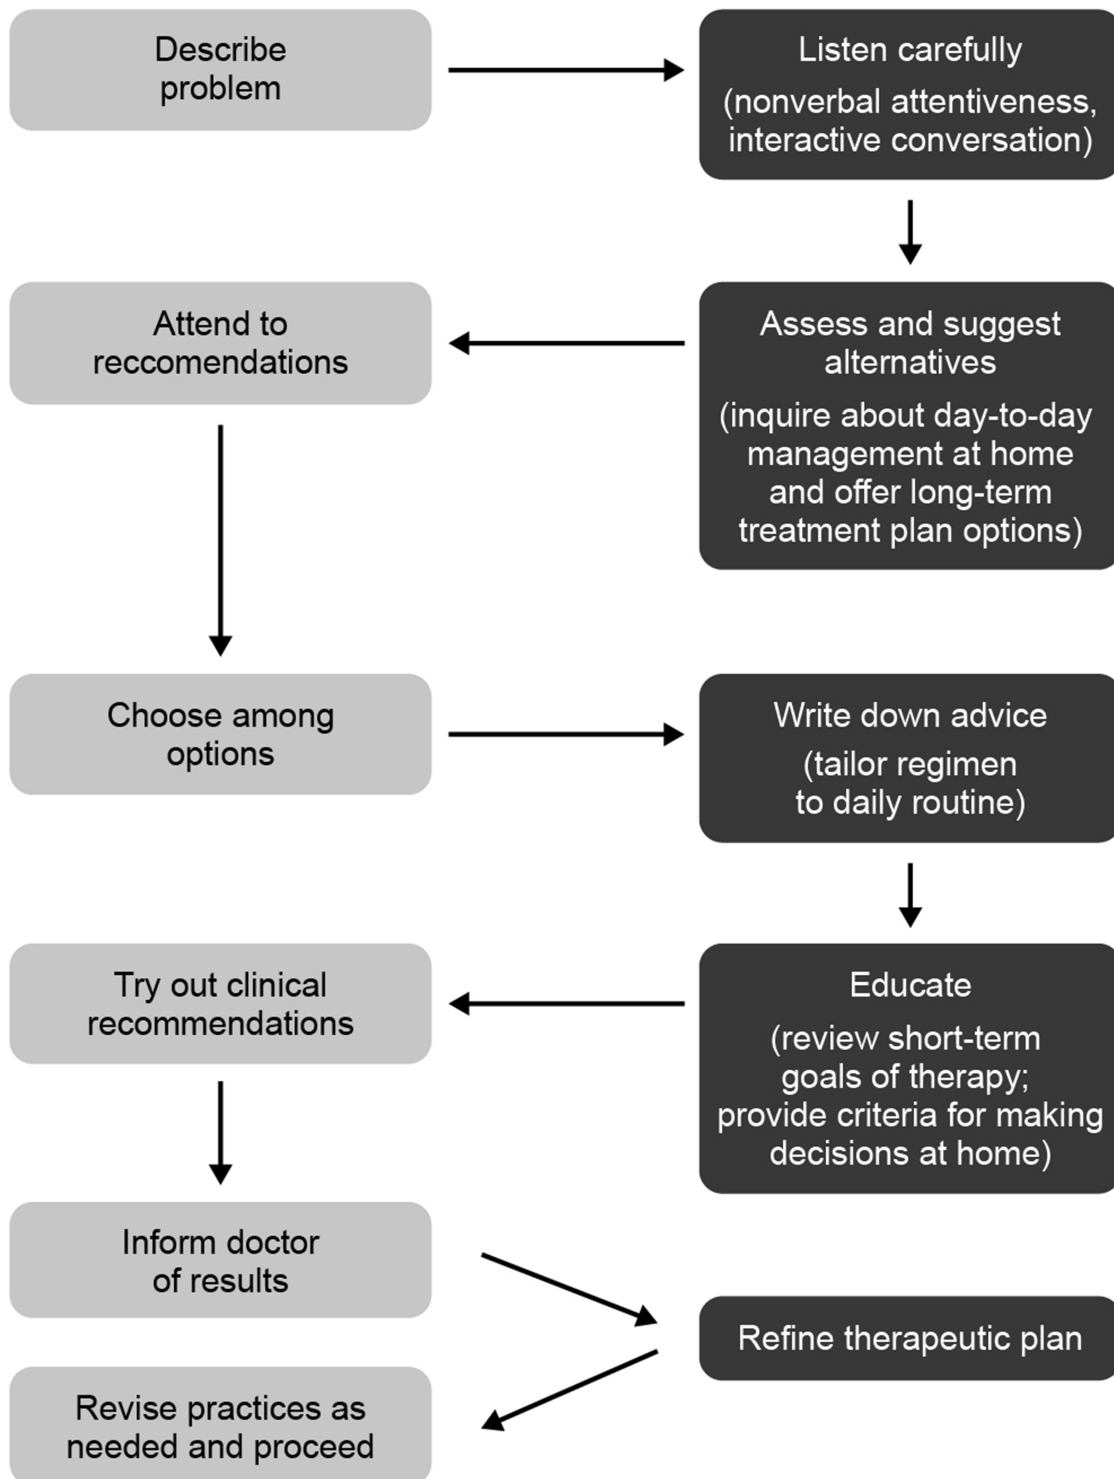 Describe
problem
Listen carefully
(nonverbal attentiveness,
interactive conversation)
Attend to
reccomendations
Assess and suggest
alternatives
(inquire about day-to-day
management at home
and offer long-term
treatment plan options)
Choose among
options
Write down advice
(tailor regimen
to daily routine)
Try out clinical
recommendations
Educate
(review short-term
goals of therapy;
provide criteria for making
decisions at home)
Inform doctor
of results
Refine therapeutic plan
Revise practices as
needed and proceed